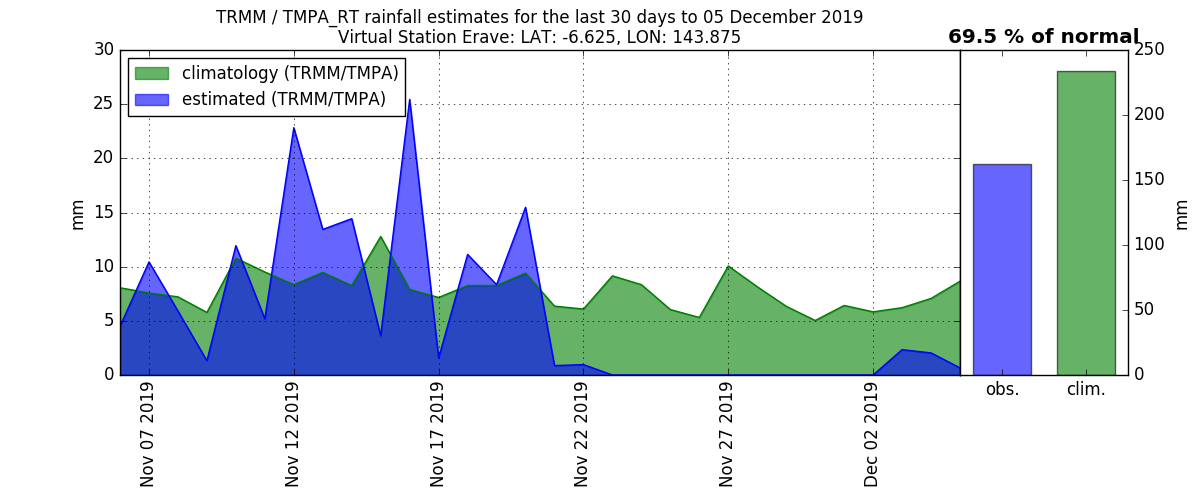 TRMM / TMPA_RT rainfall estimates for the last 30 days to 05 December 2019
Virtual Station Erave: LAT: -6.625, LON: 143.875
69.5 % of normal
climatology (TRMM/TMPA)
estimated (TRMM/TMPA)
mm
30
25
20
15
10
5
0
Nov 07 2019
Nov 12 2019
Nov 17 2019
Nov 22 2019
Nov 27 2019
Dec 02 2019
250
200
150
100
50
0
mm
obs.
clim.